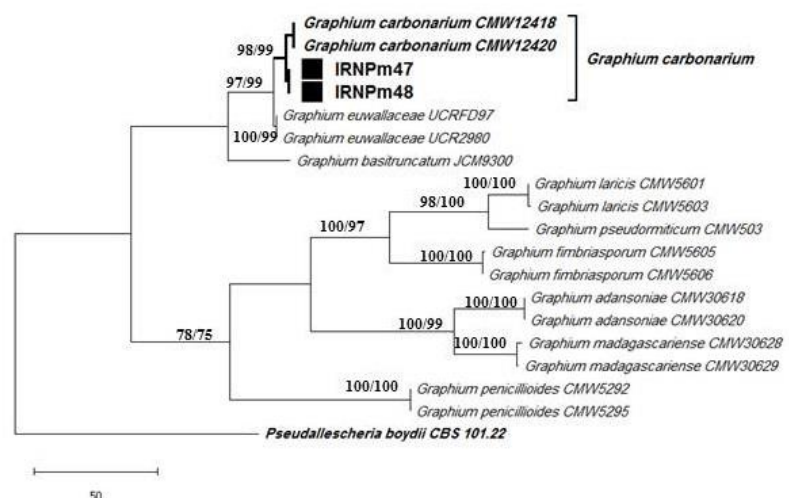 Graphium carbonarium CMW12418
98/99
Graphium carbonarium CMW12420
Graphium carbonarium
IRNPm47
97/99
IRNPm48
Graphium euwallaceae UCRFD97
100/99
Graphium euwallaceae UCR2980
Graphium basitruncatum JCM9300
100/100
Graphium laricis CMW5601
98/100
Graphium laricis CMW5603
100/97
Graphium pseudormiticum CMW503
Graphium fimbriasporum CMW5605
100/100
Graphium fimbriasporum CMW5606
100/100
Graphium adansoniae CMW30618
100/99
Graphium adansoniae CMW30620
78/75
100/100
Graphium madagascariense CMW30628
Graphium madagascariense CMW30629
100/100
Graphium penicillioides CMW5292
Graphium penicillioides CMW5295
Pseudallescheria boydii CBS 101.22
50